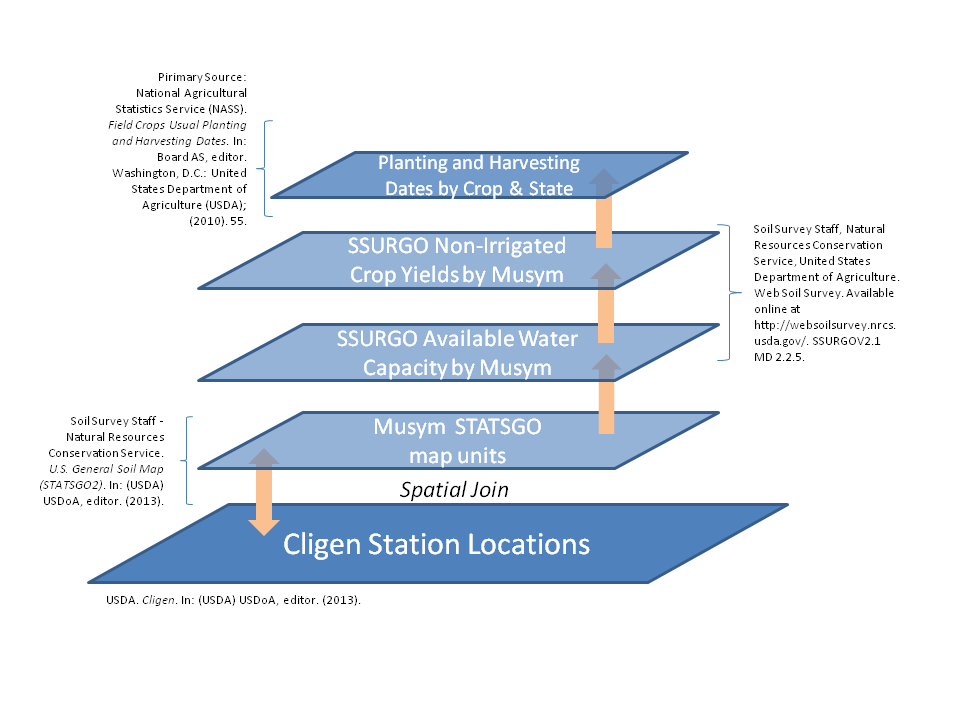 Pirimary Source:
National Agricultural
Statistics Service (NASS).
Field Crops Usual Planting
and Harvesting Dates. In:
Board AS, editor.
Washington, D.C.: United
States Department of
Agriculture (USDA);
(2010). 55.
Planting and Harvesting
Dates by Crop & State
SSURGO Non-Irrigated
Crop Yields by Musym
SSURGO Available Water
Capacity by Musym
Soil Survey Staff, Natural
Resources Conservation
Service, United States
Department of Agriculture.
Web Soil Survey. Available
online at
http://websoilsurvey.nrcs.
usda.gov/. SSURGOV2.1
MD 2.2.5.
Soil Survey Staff -
Natural Resources
Conservation Service.
U.S. General Soil Map
(STATSGO2). In: (USDA)
USDoA, editor. (2013).
Musym STATSGO
map units
Spatial Join
Cligen Station Locations
USDA. Cligen. In: (USDA) USDoA, editor. (2013).